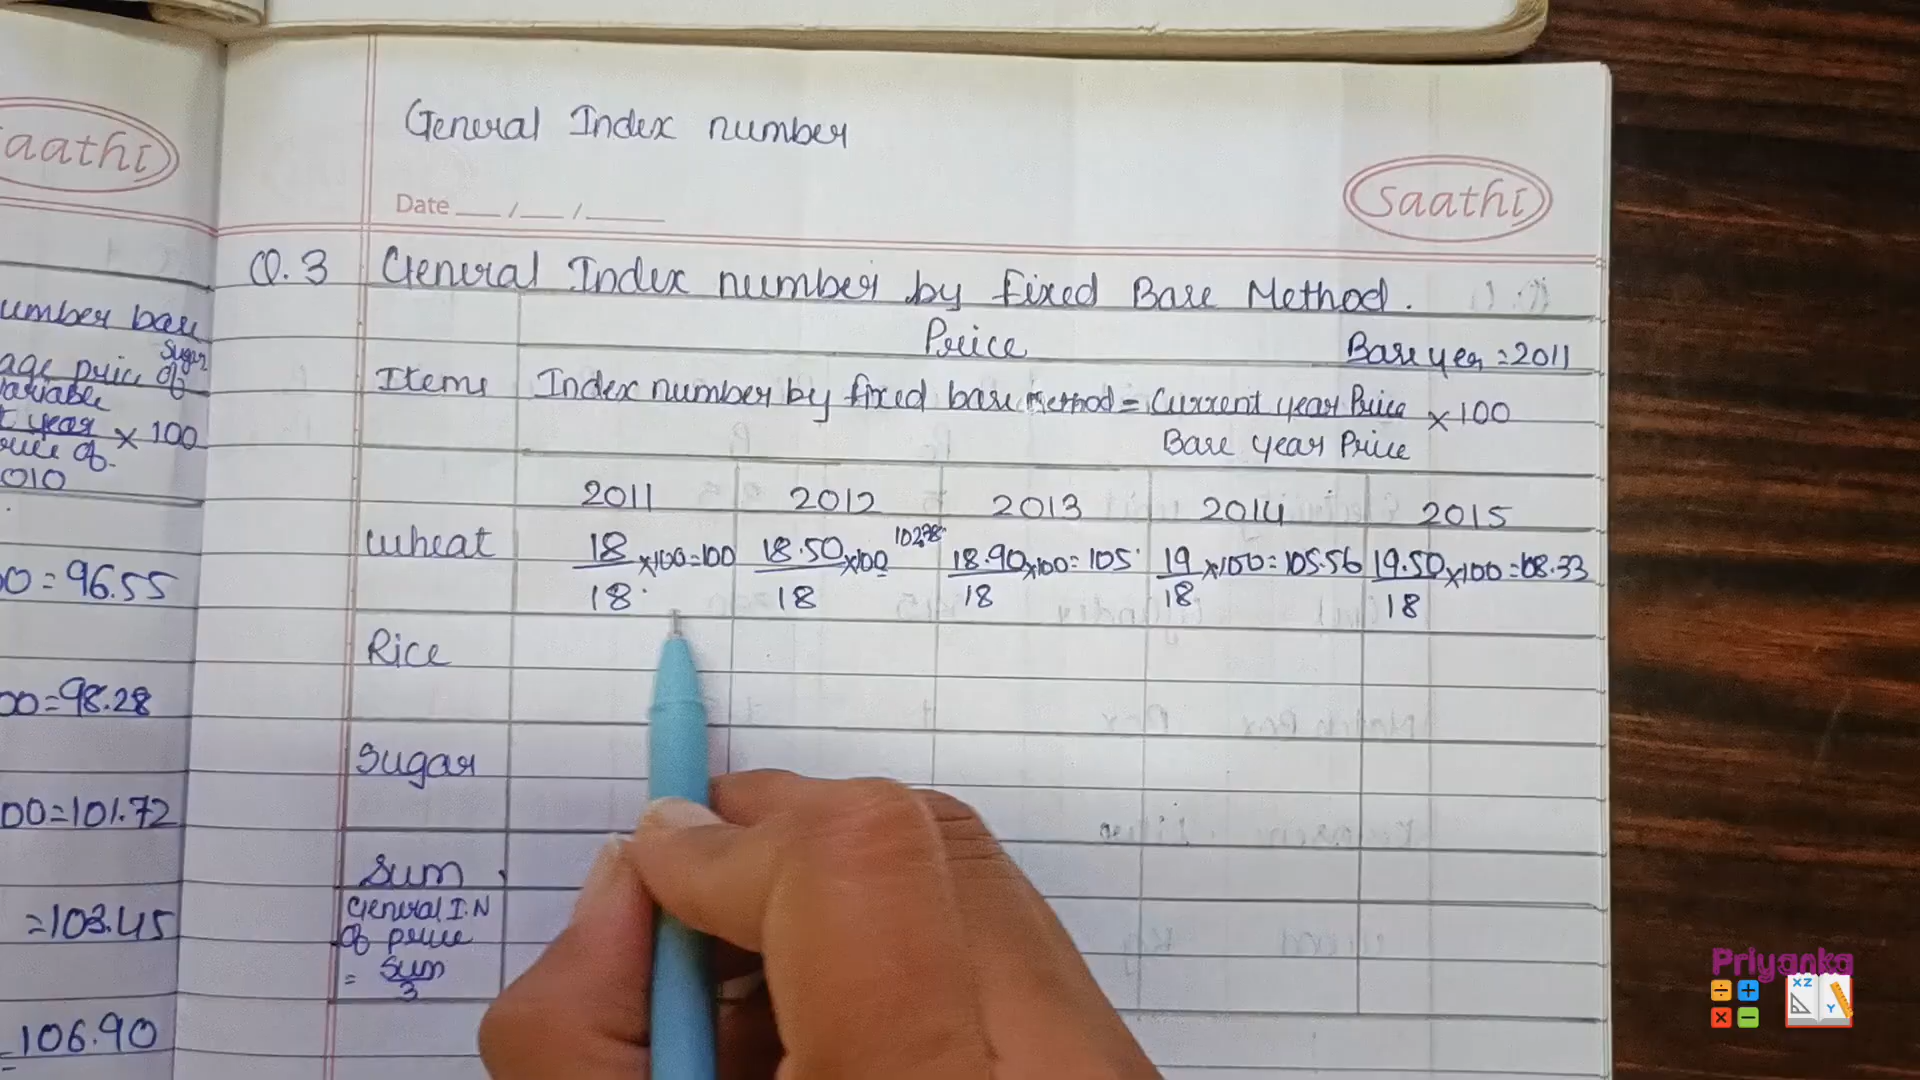 General Index number
Saathi
Date __/__/____
Saathi
Q.3 General Index number by Fixed Base Method.
Price Base year = 2011
Items Index number by fixed base method = Current year Price × 100
Base year Price
2011 2012 2013 2014 2015
Wheat 18 ×100=100 18.50 ×100 102.78 18.90 ×100=105 19 ×100=105.56 19.50 ×100=108.33
18 18 18 18 18
Rice
Sugar
Sum
General I.N
of price
= Sum
3
umber base
Sugar
age price of
variable
t year × 100
rice of
010
0=96.55
00=98.28
00=101.72
=103.45
=106.90
Priyanka
XZ
Y